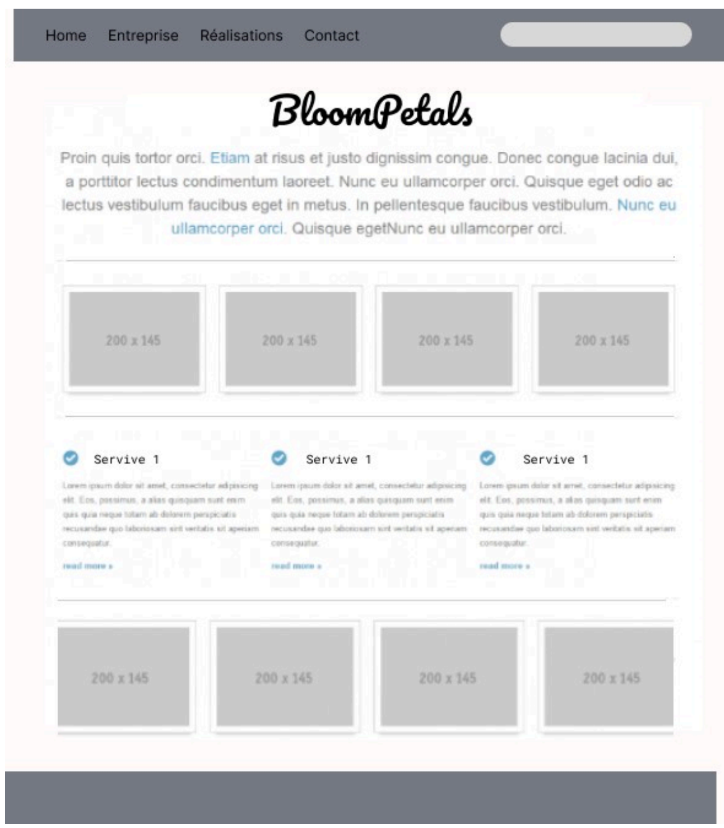 Home Entreprise Réalisations Contact
BloomPetals
Proin quis tortor orci. Etiam at risus et justo dignissim congue. Donec congue lacinia dui,
a porttitor lectus condimentum laoreet. Nunc eu ullamcorper orci. Quisque eget odio ac
lectus vestibulum faucibus eget in metus. In pellentesque faucibus vestibulum. Nunc eu
ullamcorper orci. Quisque egetNunc eu ullamcorper orci.
200 x 145 200 x 145 200 x 145 200 x 145
Servive 1
Lorem ipsum dolor sit amet, consectetur adipisicing
elit. Eos, possimus, a alias quisquam sunt enim
quis quia neque totam ab dolorem perspiciatis
recusandae quo laboriosam sint veritatis sit aperiam
consequatur.
read more »
Servive 1
Lorem ipsum dolor sit amet, consectetur adipisicing
elit. Eos, possimus, a alias quisquam sunt enim
quis quia neque totam ab dolorem perspiciatis
recusandae quo laboriosam sint veritatis sit aperiam
consequatur.
read more »
Servive 1
Lorem ipsum dolor sit amet, consectetur adipisicing
elit. Eos, possimus, a alias quisquam sunt enim
quis quia neque totam ab dolorem perspiciatis
recusandae quo laboriosam sint veritatis sit aperiam
consequatur.
read more »
200 x 145 200 x 145 200 x 145 200 x 145